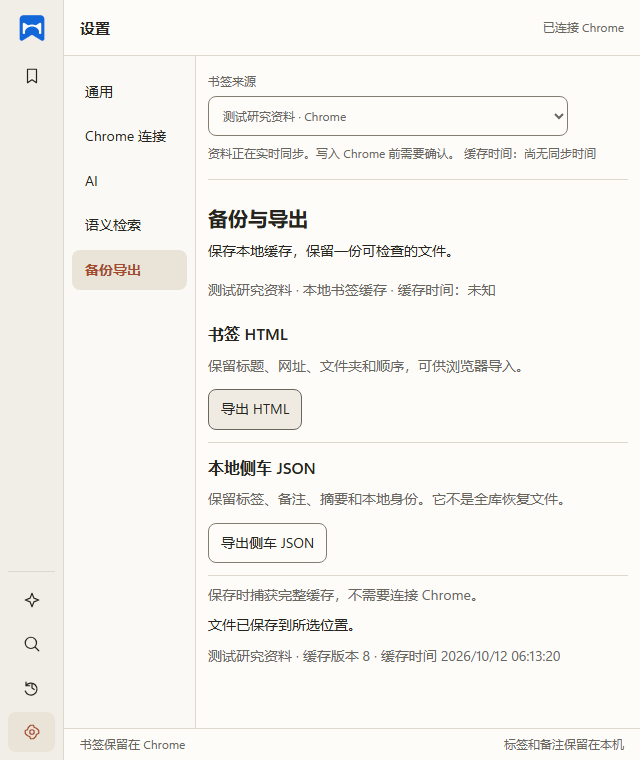 设置
已连接 Chrome
通用
Chrome 连接
AI
语义检索
备份导出
书签来源
测试研究资料 · Chrome
资料正在实时同步。写入 Chrome 前需要确认。 缓存时间：尚无同步时间
备份与导出
保存本地缓存，保留一份可检查的文件。
测试研究资料 · 本地书签缓存 · 缓存时间：未知
书签 HTML
保留标题、网址、文件夹和顺序，可供浏览器导入。
导出 HTML
本地侧车 JSON
保留标签、备注、摘要和本地身份。它不是全库恢复文件。
导出侧车 JSON
保存时捕获完整缓存，不需要连接 Chrome。
文件已保存到所选位置。
测试研究资料 · 缓存版本 8 · 缓存时间 2026/10/12 06:13:20
书签保留在 Chrome
标签和备注保留在本机